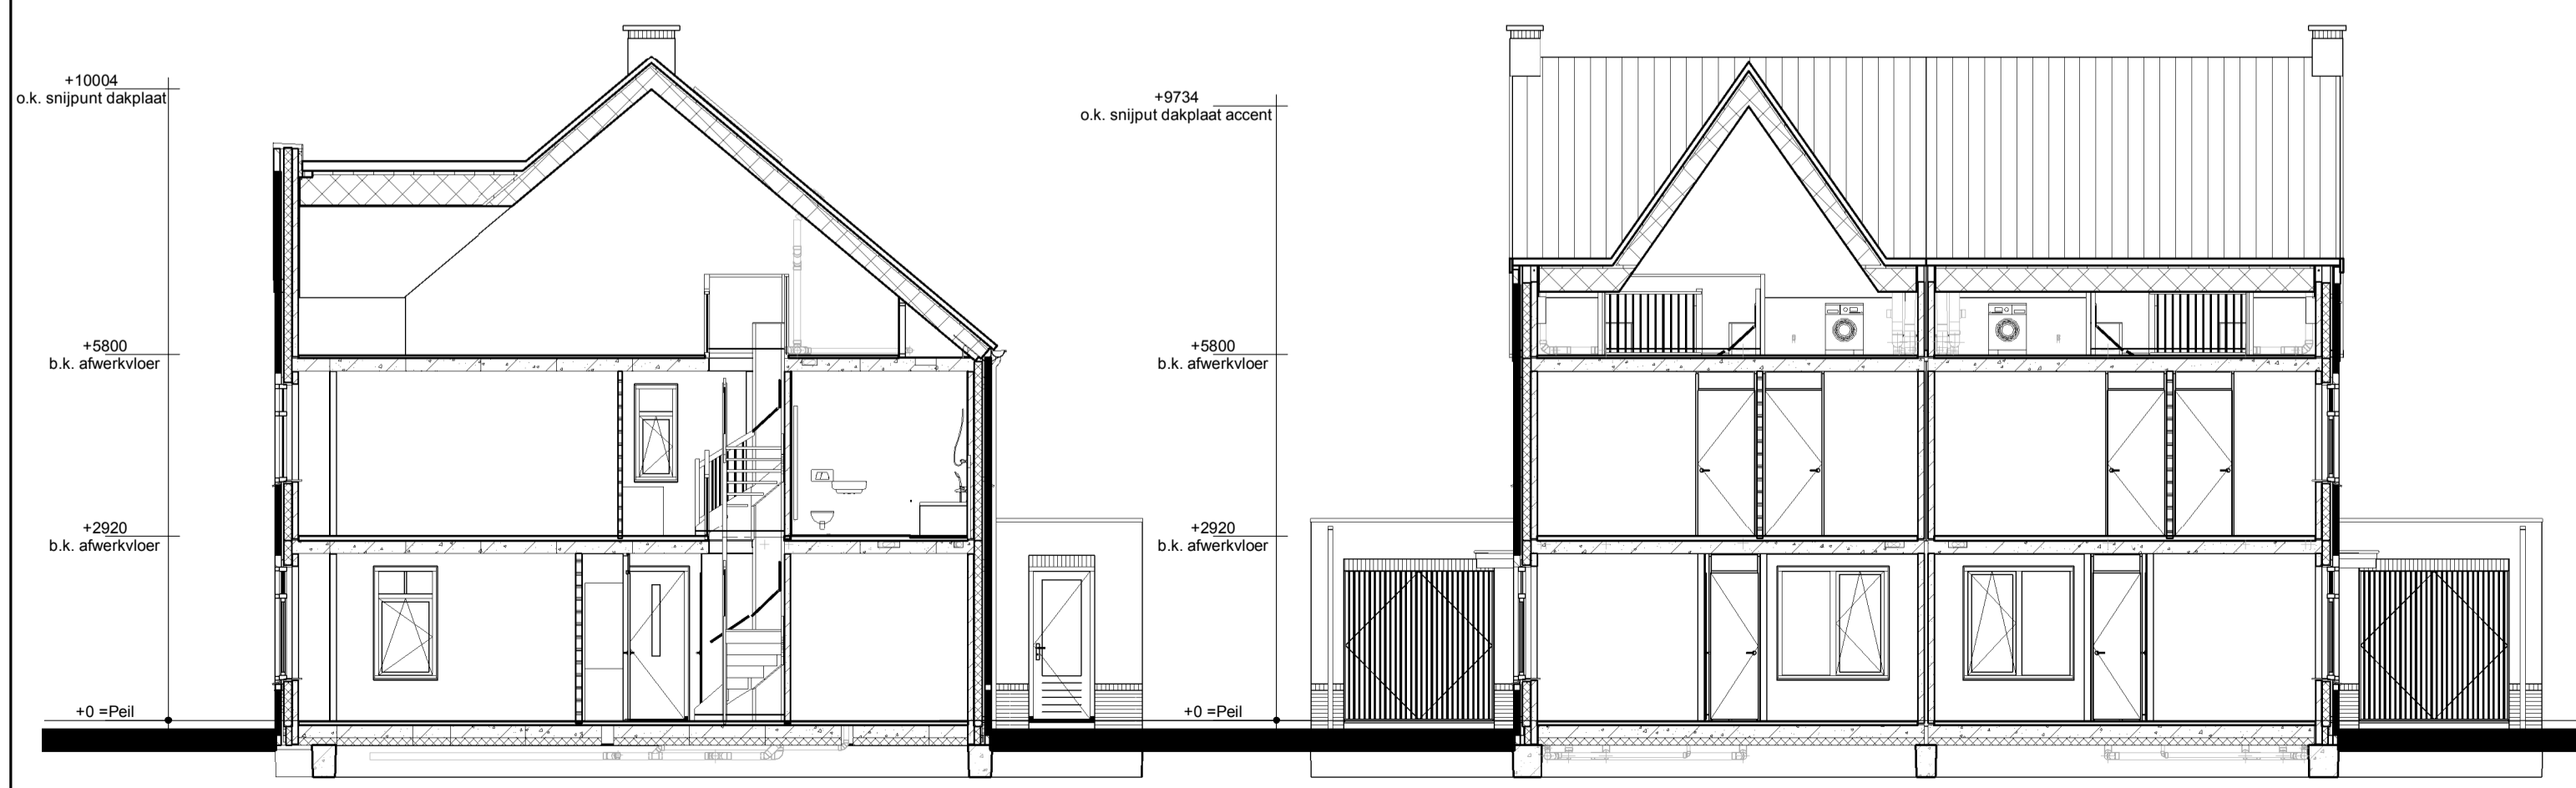 +10004
o.k. snijpunt dakplaat
+5800
b.k. afwerkvloer
+2920
b.k. afwerkvloer
+0 =Peil
+9734
o.k. snijput dakplaat accent
+5800
b.k. afwerkvloer
+2920
b.k. afwerkvloer
+0 =Peil